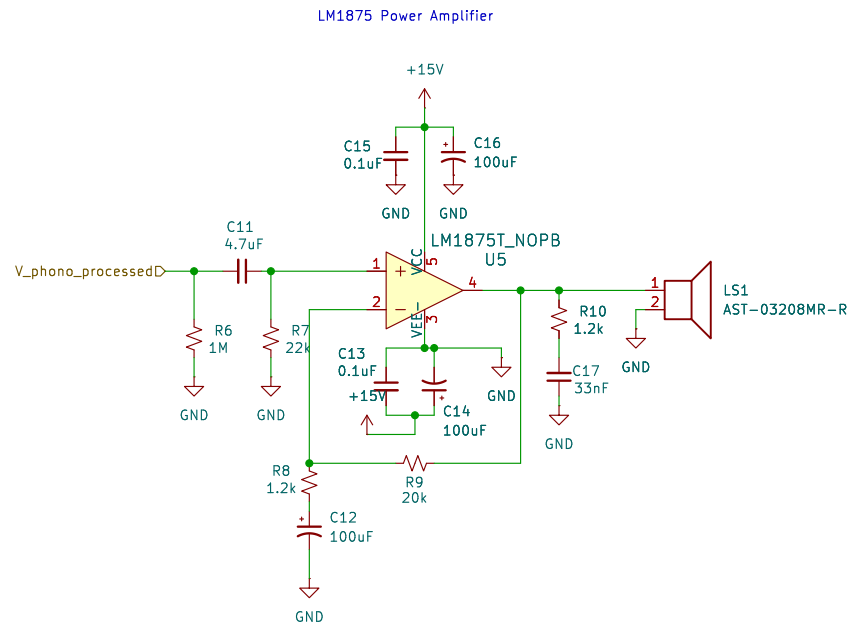 LM1875 Power Amplifier
+15V
C15
0.1uF
C16
100uF
GND
GND
C11
4.7uF
LM1875T_NOPB
U5
V_phono_processed
1
+
VCC
5
2
-
VEE
-
3
4
1
2
LS1
AST-03208MR-R
R6
1M
R7
22k
R10
1.2k
GND
C13
0.1uF
+15V
C14
100uF
GND
C17
33nF
GND
GND
GND
R8
1.2k
R9
20k
C12
100uF
GND